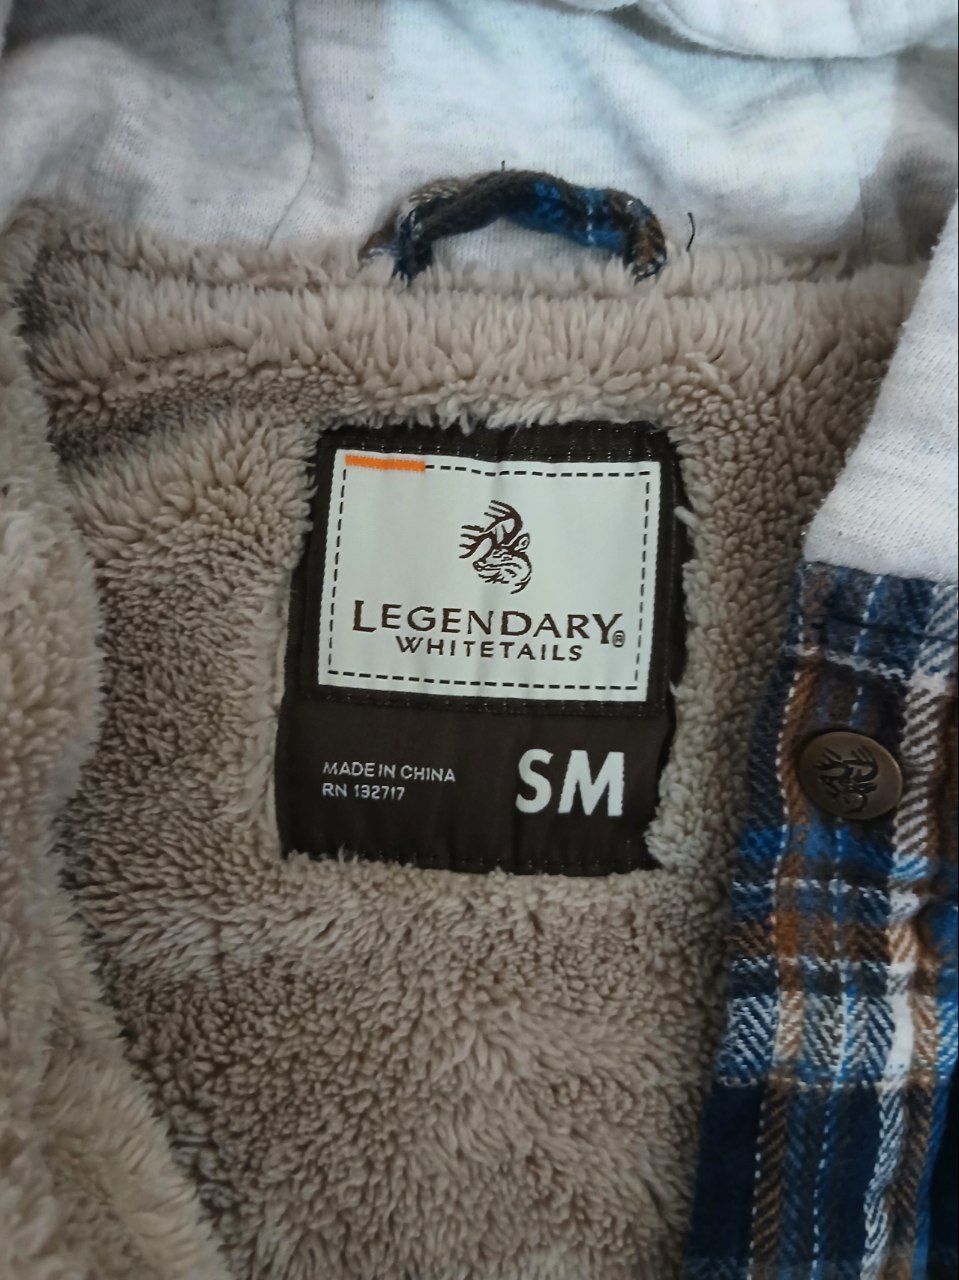 LEGENDARY®
WHITETAILS
MADE IN CHINA
RN 132717
SM